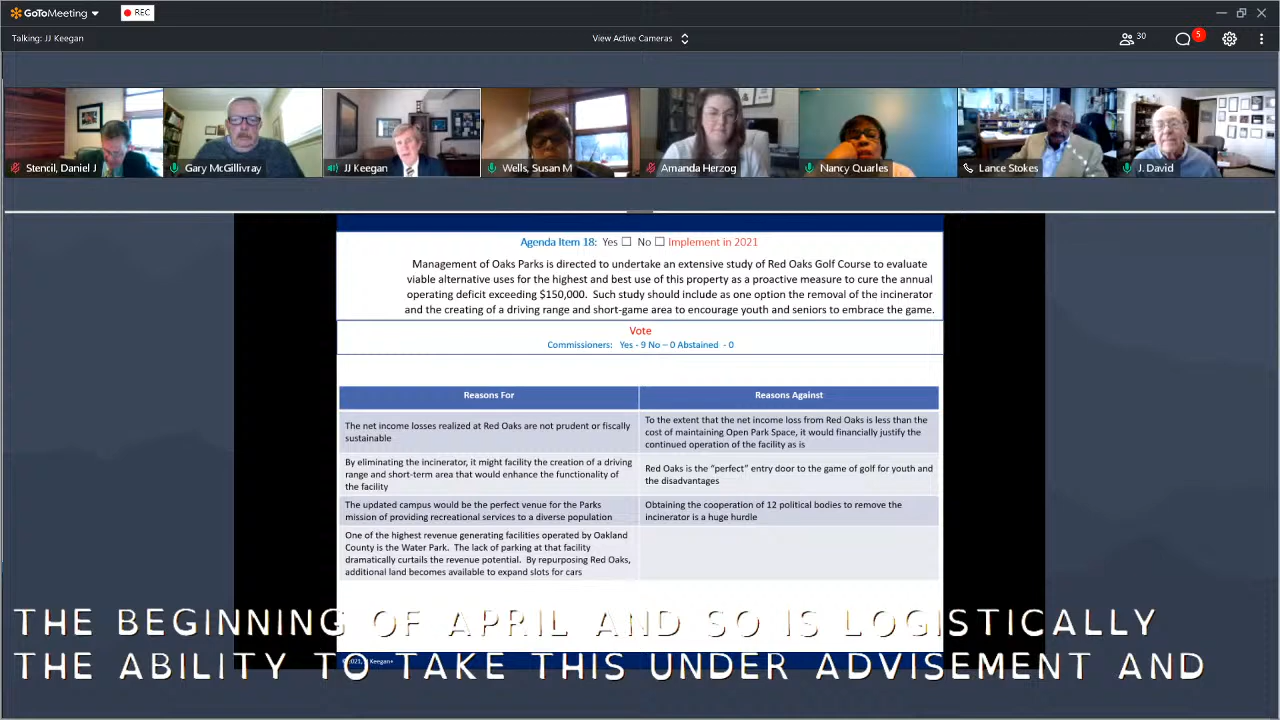 GoToMeeting
REC
Talking: JJ Keegan
View Active Cameras
30
5
Stencil, Daniel J
Gary McGillivray
JJ Keegan
Wells, Susan M
Amanda Herzog
Nancy Quarles
Lance Stokes
J. David
Agenda Item 18: Yes ☐ No ☐ Implement in 2021
Management of Oaks Parks is directed to undertake an extensive study of Red Oaks Golf Course to evaluate
viable alternative uses for the highest and best use of this property as a proactive measure to cure the annual
operating deficit exceeding $150,000. Such study should include as one option the removal of the incinerator
and the creating of a driving range and short-game area to encourage youth and seniors to embrace the game.
Vote
Commissioners: Yes - 9 No – 0 Abstained - 0
Reasons For
Reasons Against
The net income losses realized at Red Oaks are not prudent or fiscally
sustainable
To the extent that the net income loss from Red Oaks is less than the
cost of maintaining Open Park Space, it would financially justify the
continued operation of the facility as is
By eliminating the incinerator, it might facility the creation of a driving
range and short-term area that would enhance the functionality of
the facility
Red Oaks is the “perfect” entry door to the game of golf for youth and
the disadvantages
The updated campus would be the perfect venue for the Parks
mission of providing recreational services to a diverse population
Obtaining the cooperation of 12 political bodies to remove the
incinerator is a huge hurdle
One of the highest revenue generating facilities operated by Oakland
County is the Water Park. The lack of parking at that facility
dramatically curtails the revenue potential. By repurposing Red Oaks,
additional land becomes available to expand slots for cars
THE BEGINNING OF APRIL AND SO IS LOGISTICALLY
THE ABILITY TO TAKE THIS UNDER ADVISEMENT AND
Keegan+